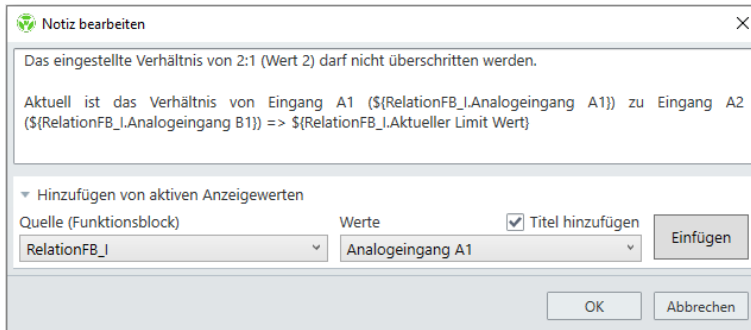 Notiz bearbeiten
Das eingestellte Verhältnis von 2:1 (Wert 2) darf nicht überschritten werden.
Aktuell ist das Verhältnis von Eingang A1 (${RelationFB_I.Analogeingang A1}) zu Eingang A2
(${RelationFB_I.Analogeingang B1}) => ${RelationFB_I.Aktueller Limit Wert}
Hinzufügen von aktiven Anzeigewerten
Quelle (Funktionsblock) Werte Titel hinzufügen
RelationFB_I Analogeingang A1 Einfügen
OK Abbrechen